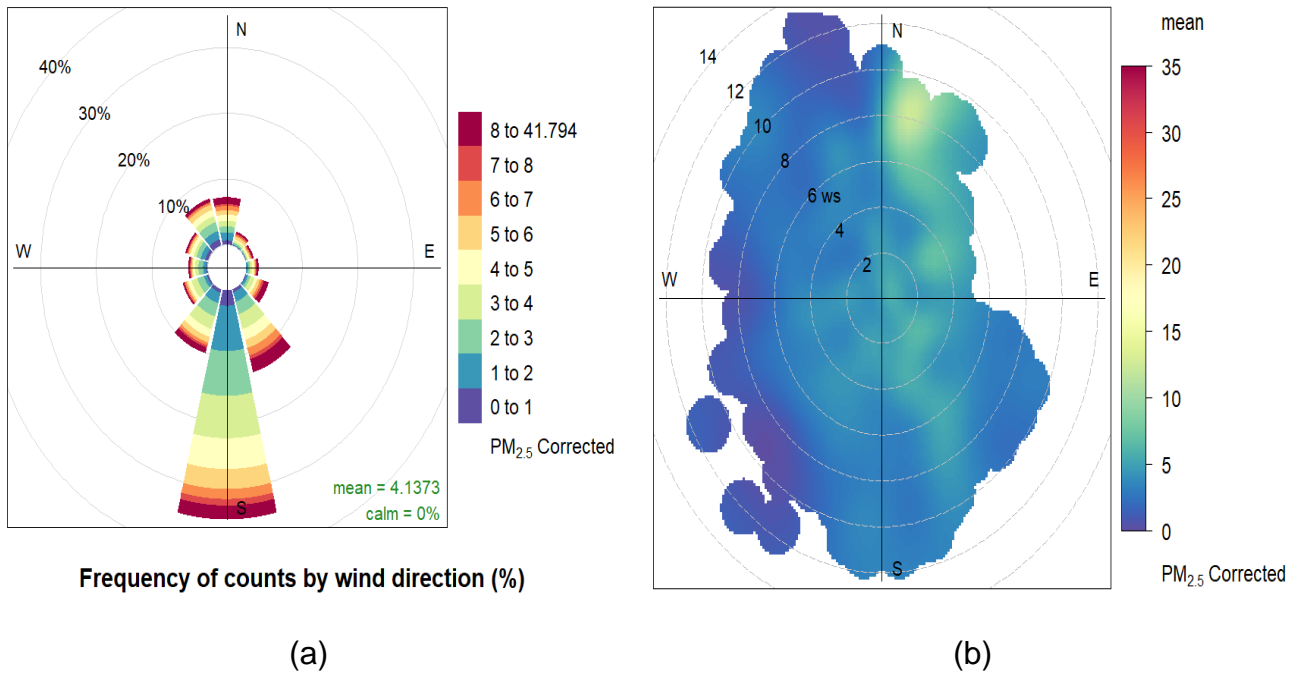 N
40%
30%
20%
10%
W
E
S
mean = 4.1373
calm = 0%
8 to 41.794
7 to 8
6 to 7
5 to 6
4 to 5
3 to 4
2 to 3
1 to 2
0 to 1
PM2.5 Corrected
Frequency of counts by wind direction (%)
(a)
N
14
12
10
8
6 ws
4
2
W
E
S
mean
35
30
25
20
15
10
5
0
PM2.5 Corrected
(b)